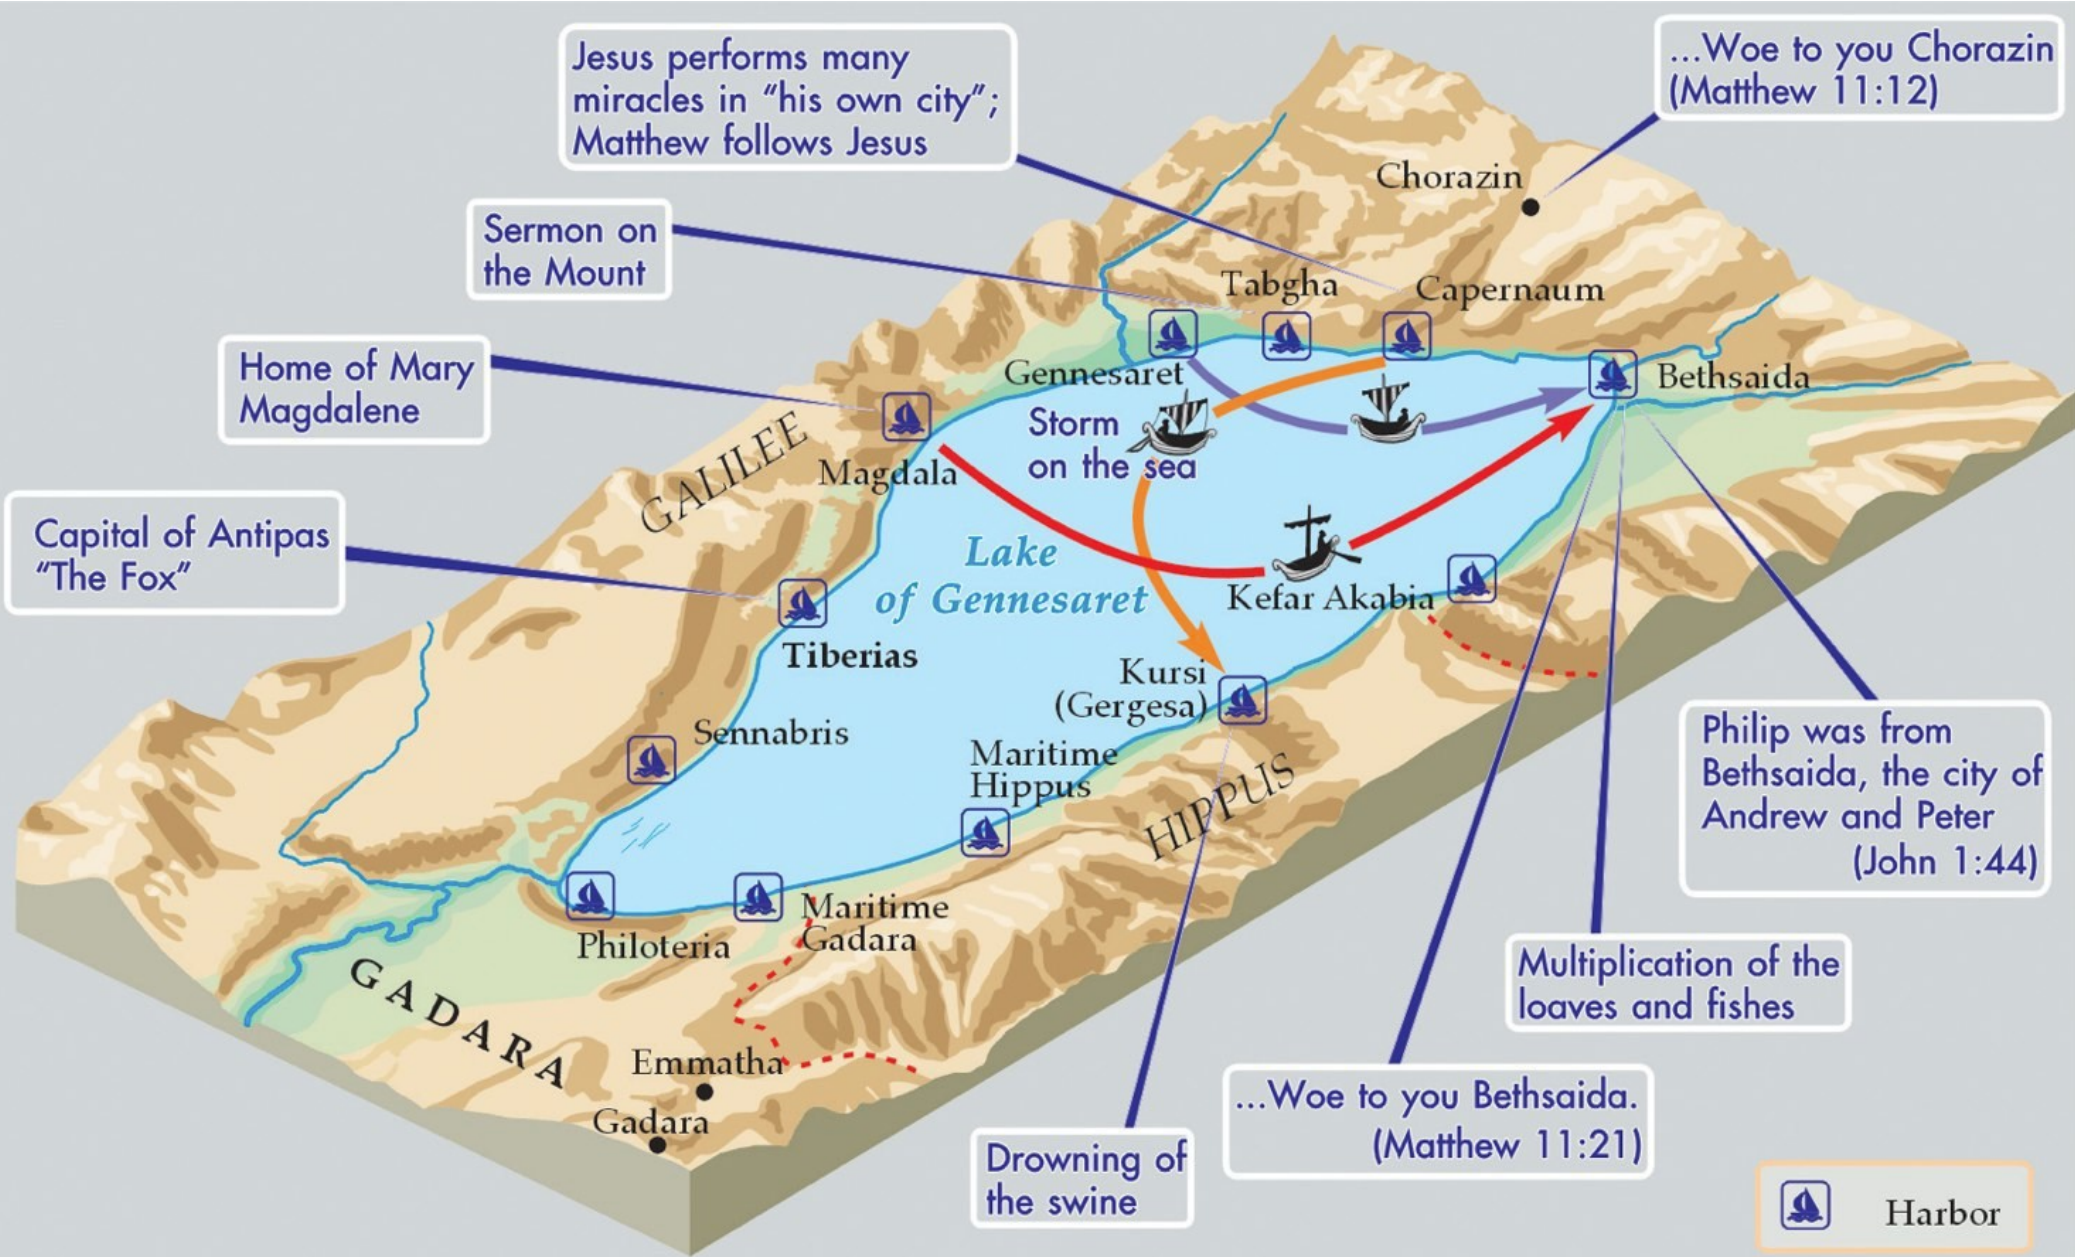 Jesus performs many
miracles in “his own city”;
Matthew follows Jesus
...Woe to you Chorazin
(Matthew 11:12)
Chorazin
Sermon on
the Mount
Tabgha
Capernaum
Home of Mary
Magdalene
Gennesaret
Bethsaida
GALILEE
Magdala
Storm
on the sea
Capital of Antipas
“The Fox”
Lake
of Gennesaret
Kefar Akabia
Tiberias
Kursi
(Gergesa)
Sennabris
Maritime
Hippus
HIPPUS
Philip was from
Bethsaida, the city of
Andrew and Peter
(John 1:44)
Maritime
Gadara
Philoteria
GADARA
Multiplication of the
loaves and fishes
Emmatha
Gadara
...Woe to you Bethsaida.
(Matthew 11:21)
Drowning of
the swine
Harbor